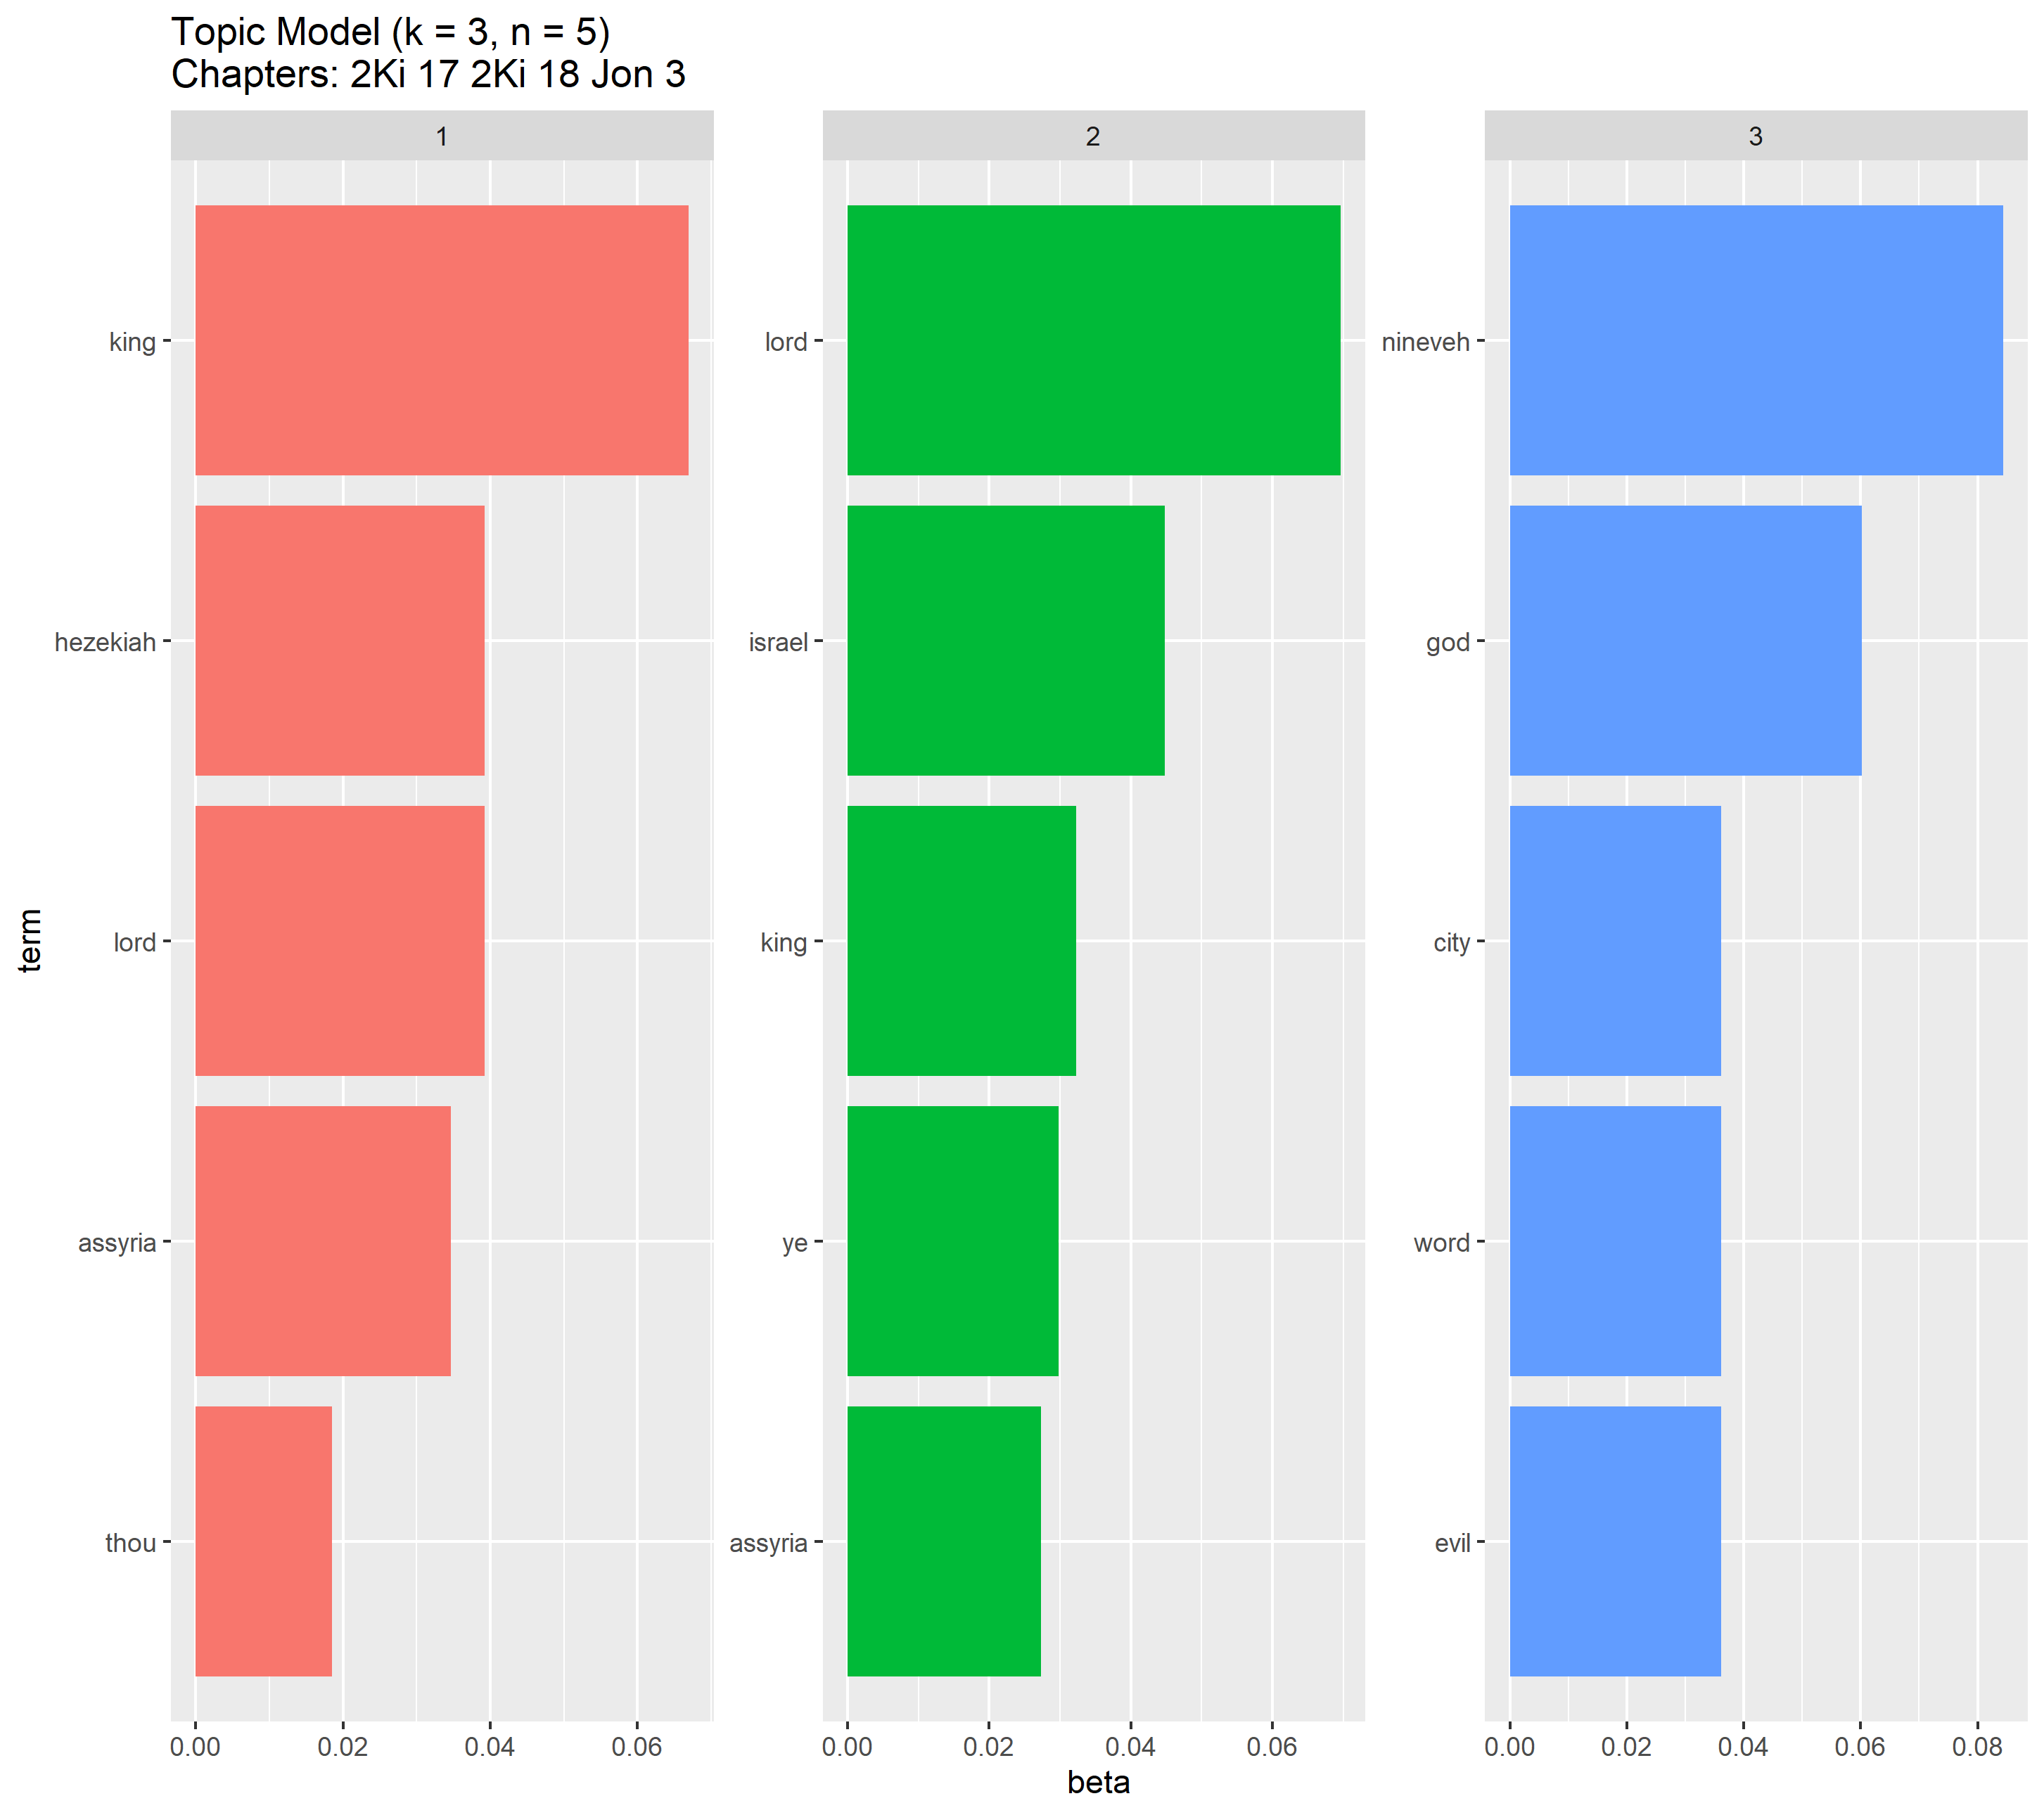 Topic Model (k = 3, n = 5)
Chapters: 2Ki 17 2Ki 18 Jon 3
1
2
3
term
king
hezekiah
lord
assyria
thou
0.00 0.02 0.04 0.06
lord
israel
king
ye
assyria
0.00 0.02 0.04 0.06
nineveh
god
city
word
evil
0.00 0.02 0.04 0.06 0.08
beta